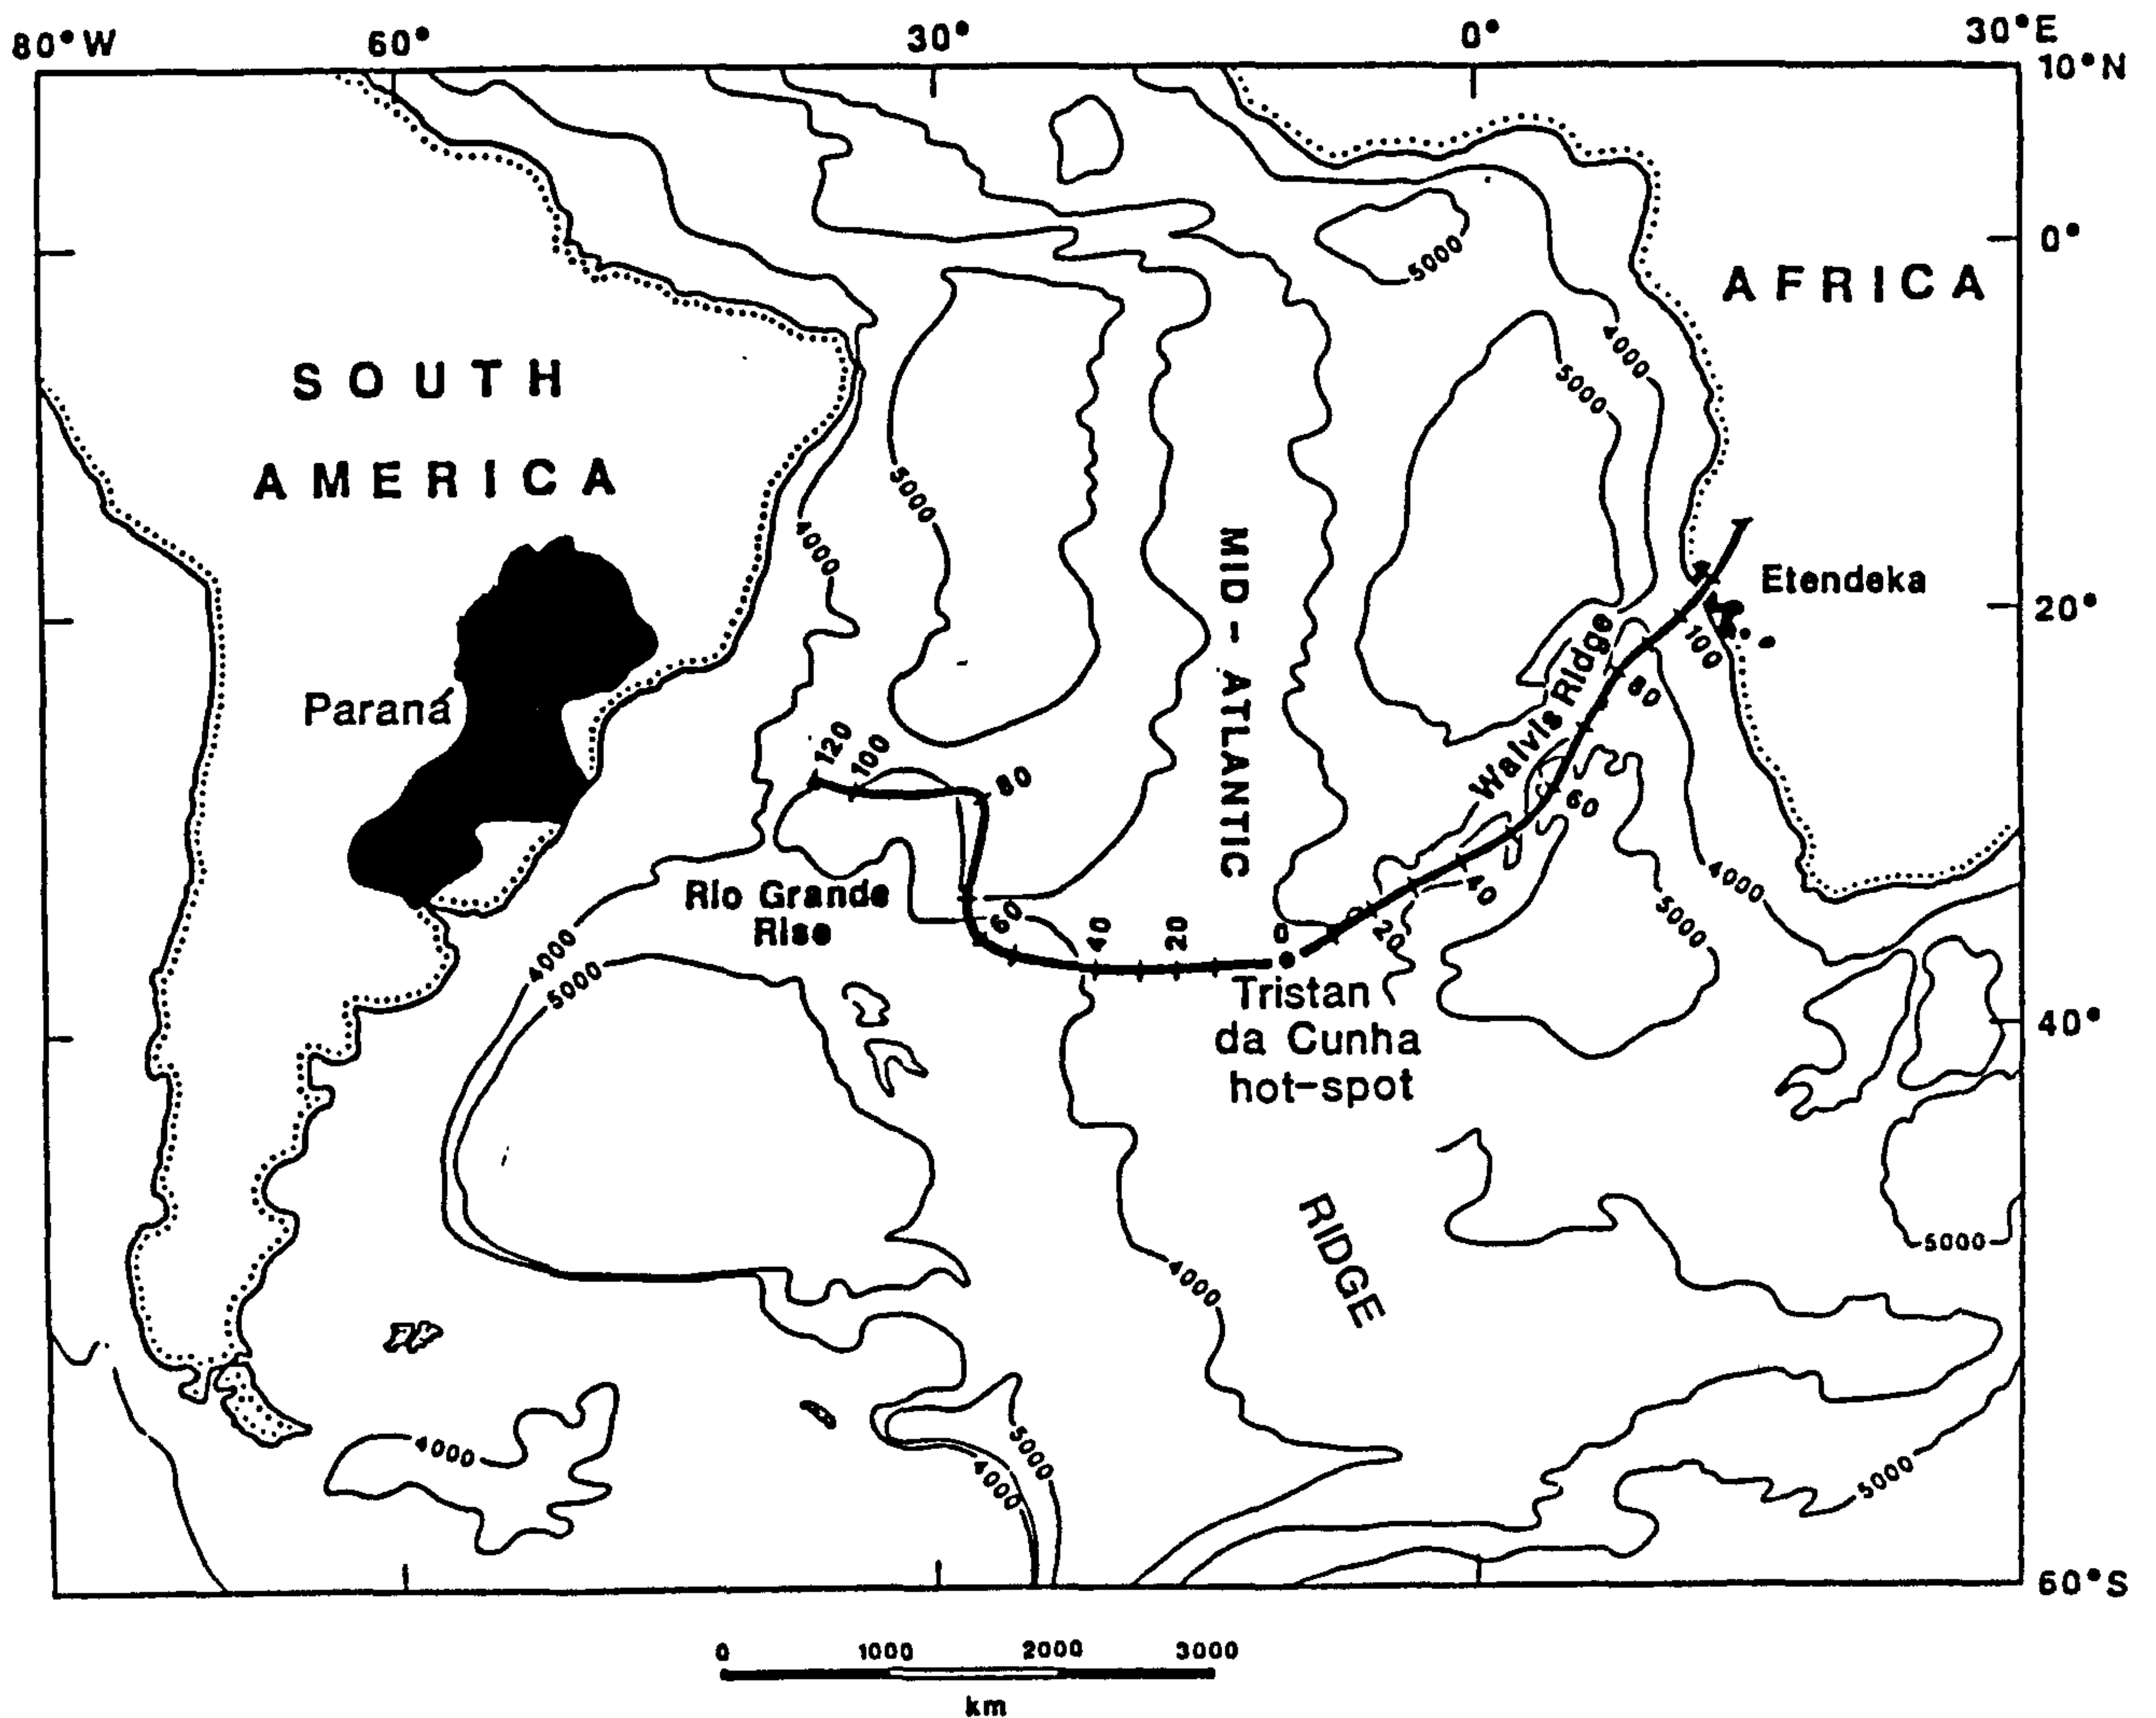 80°W 60° 30° 0° 30°E
10°N
0°
AFRICA
5000
4000
5000
SOUTH
AMERICA
5000
4000
MID-ATLANTIC
Etendeka
20°
100
Walvis Ridge
80
Paraná
120
100
80
60
4000
Rio Grande
Rise
60
40
20
0
20
40
5000
4000
5000
Tristan
da Cunha
hot-spot
40°
RIDGE
5000
4000
4000
5000
4000
5000
60°S
0 1000 2000 3000
km